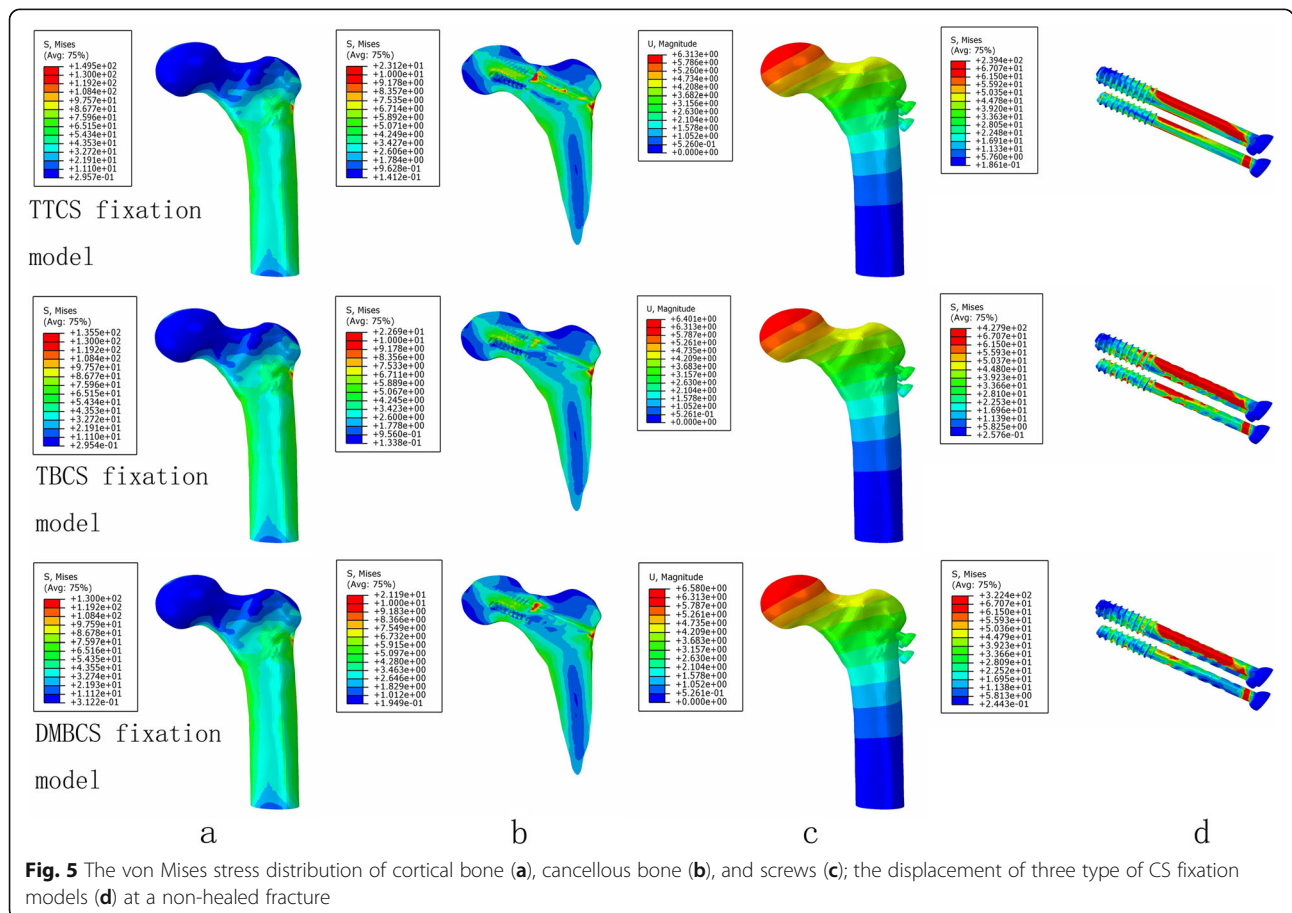 S, Mises
(Avg: 75%)
+1.495e+02
+1.300e+02
+1.192e+02
+1.084e+02
+9.757e+01
+8.677e+01
+7.596e+01
+6.515e+01
+5.434e+01
+4.353e+01
+3.272e+01
+2.191e+01
+1.110e+01
+2.957e-01
S, Mises
(Avg: 75%)
+2.312e+01
+1.000e+01
+9.178e+00
+8.357e+00
+7.535e+00
+6.714e+00
+5.892e+00
+5.071e+00
+4.249e+00
+3.427e+00
+2.606e+00
+1.784e+00
+9.628e-01
+1.412e-01
U, Magnitude
+6.313e+00
+5.786e+00
+5.260e+00
+4.734e+00
+4.208e+00
+3.682e+00
+3.156e+00
+2.630e+00
+2.104e+00
+1.578e+00
+1.052e+00
+5.260e-01
+0.000e+00
S, Mises
(Avg: 75%)
+2.394e+02
+6.707e+01
+6.150e+01
+5.592e+01
+5.035e+01
+4.478e+01
+3.920e+01
+3.363e+01
+2.805e+01
+2.248e+01
+1.691e+01
+1.133e+01
+5.760e+00
+1.861e-01
TTCS fixation
model
S, Mises
(Avg: 75%)
+1.355e+02
+1.300e+02
+1.192e+02
+1.084e+02
+9.757e+01
+8.677e+01
+7.596e+01
+6.515e+01
+5.434e+01
+4.353e+01
+3.272e+01
+2.191e+01
+1.110e+01
+2.954e-01
S, Mises
(Avg: 75%)
+2.269e+01
+1.000e+01
+9.178e+00
+8.356e+00
+7.533e+00
+6.711e+00
+5.889e+00
+5.067e+00
+4.245e+00
+3.423e+00
+2.600e+00
+1.778e+00
+9.560e-01
+1.338e-01
U, Magnitude
+6.401e+00
+6.313e+00
+5.787e+00
+5.261e+00
+4.735e+00
+4.209e+00
+3.683e+00
+3.157e+00
+2.630e+00
+2.104e+00
+1.578e+00
+1.052e+00
+5.261e-01
+0.000e+00
S, Mises
(Avg: 75%)
+4.279e+02
+6.707e+01
+6.150e+01
+5.593e+01
+5.037e+01
+4.480e+01
+3.923e+01
+3.366e+01
+2.810e+01
+2.253e+01
+1.696e+01
+1.139e+01
+5.825e+00
+2.576e-01
TBCS fixation
model
S, Mises
(Avg: 75%)
+1.300e+02
+1.192e+02
+1.084e+02
+9.759e+01
+8.678e+01
+7.597e+01
+6.516e+01
+5.435e+01
+4.355e+01
+3.274e+01
+2.193e+01
+1.112e+01
+3.122e-01
S, Mises
(Avg: 75%)
+2.119e+01
+1.000e+01
+9.183e+00
+8.366e+00
+7.549e+00
+6.732e+00
+5.915e+00
+5.097e+00
+4.280e+00
+3.463e+00
+2.646e+00
+1.829e+00
+1.012e+00
+1.949e-01
U, Magnitude
+6.580e+00
+6.313e+00
+5.787e+00
+5.261e+00
+4.735e+00
+4.209e+00
+3.683e+00
+3.157e+00
+2.630e+00
+2.104e+00
+1.578e+00
+1.052e+00
+5.261e-01
+0.000e+00
S, Mises
(Avg: 75%)
+3.224e+02
+6.707e+01
+6.150e+01
+5.593e+01
+5.036e+01
+4.479e+01
+3.923e+01
+3.366e+01
+2.809e+01
+2.252e+01
+1.695e+01
+1.138e+01
+5.813e+00
+2.443e-01
DMBCS fixation
model
a b c d
Fig. 5 The von Mises stress distribution of cortical bone (a), cancellous bone (b), and screws (c); the displacement of three type of CS fixation
models (d) at a non-healed fracture